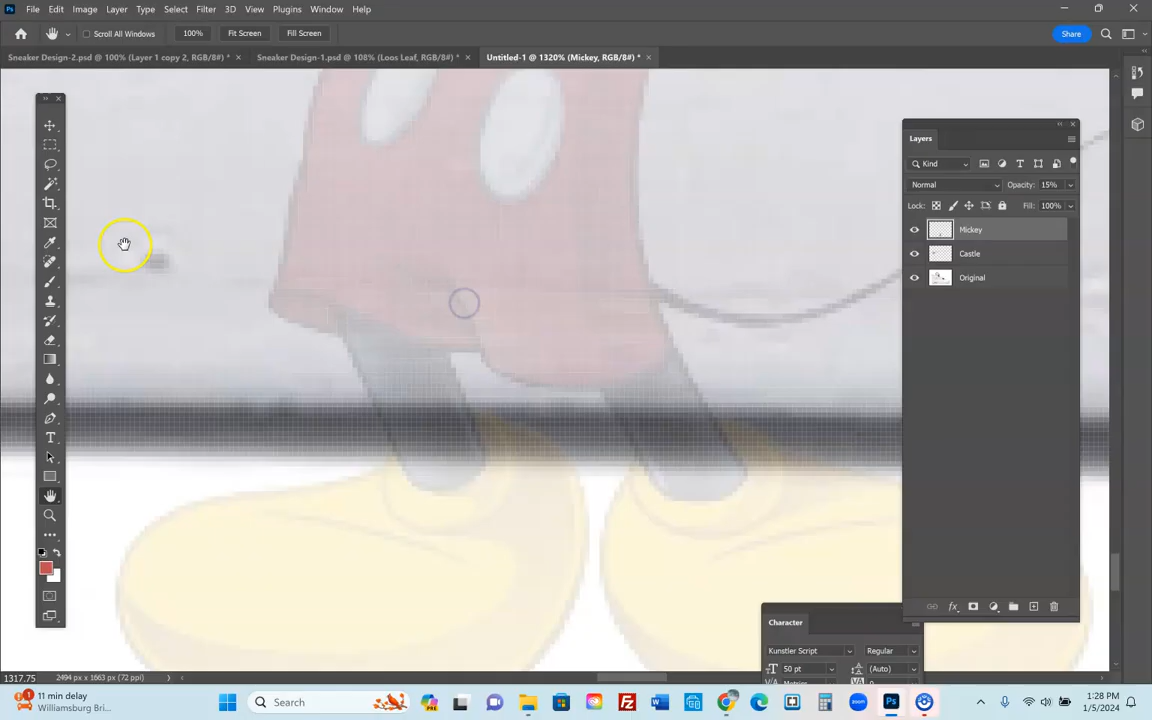 File Edit Image Layer Type Select Filter 3D View Plugins Window Help
Scroll All Windows 100% Fit Screen Fill Screen Share
Sneaker Design-2.psd @ 100% (Layer 1 copy 2, RGB/8#) * Sneaker Design-1.psd @ 108% (Loos Leaf, RGB/8#) * Untitled-1 @ 1320% (Mickey, RGB/8#) *
Layers
Kind
Normal Opacity: 15%
Lock: Fill: 100%
Mickey
Castle
Original
Character
Kunstler Script Regular
50 pt (Auto)
1317.75 2494 px x 1663 px (72 ppi)
11 min delay
Williamsburg Bri...
Search
1:28 PM
1/5/2024